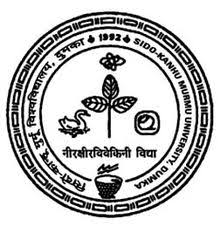 सिदो-कान्हु मुर्मू विश्वविद्यालय, दुमका
• 1992 •
SIDO-KANHU MURMU UNIVERSITY, DUMKA
नीरक्षीरविवेकिनी विद्या